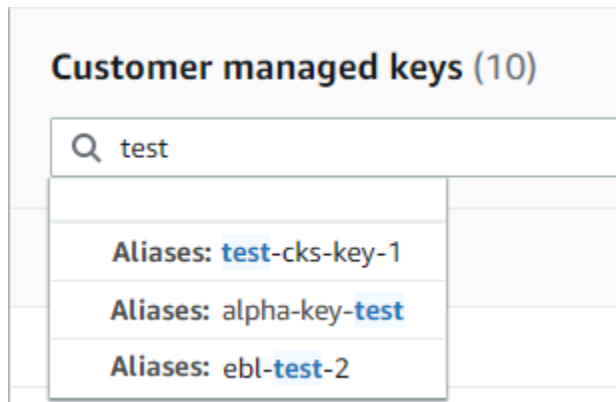 Customer managed keys (10)
test
Aliases: test-cks-key-1
Aliases: alpha-key-test
Aliases: ebl-test-2